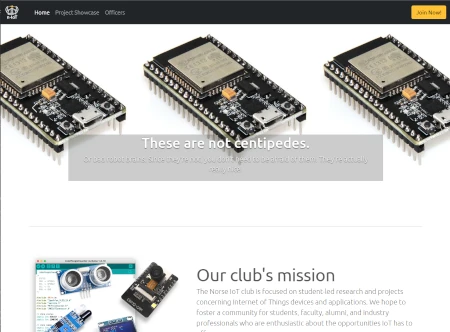 n-IoT
Home Project Showcase Officers
Join Now!
These are not centipedes.
Our club's mission
The Norse IoT club is focused on student-led research and projects
concerning Internet of Things devices and applications. We hope to
foster a community for students, faculty, alumni, and industry
professionals who are enthusiastic about the opportunities IoT has to